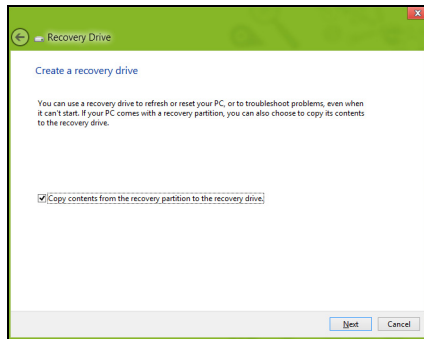 Recovery Drive
Create a recovery drive
You can use a recovery drive to refresh or reset your PC, or to troubleshoot problems, even when
it can't start. If your PC comes with a recovery partition, you can also choose to copy its contents
to the recovery drive.
Copy contents from the recovery partition to the recovery drive.
Next Cancel